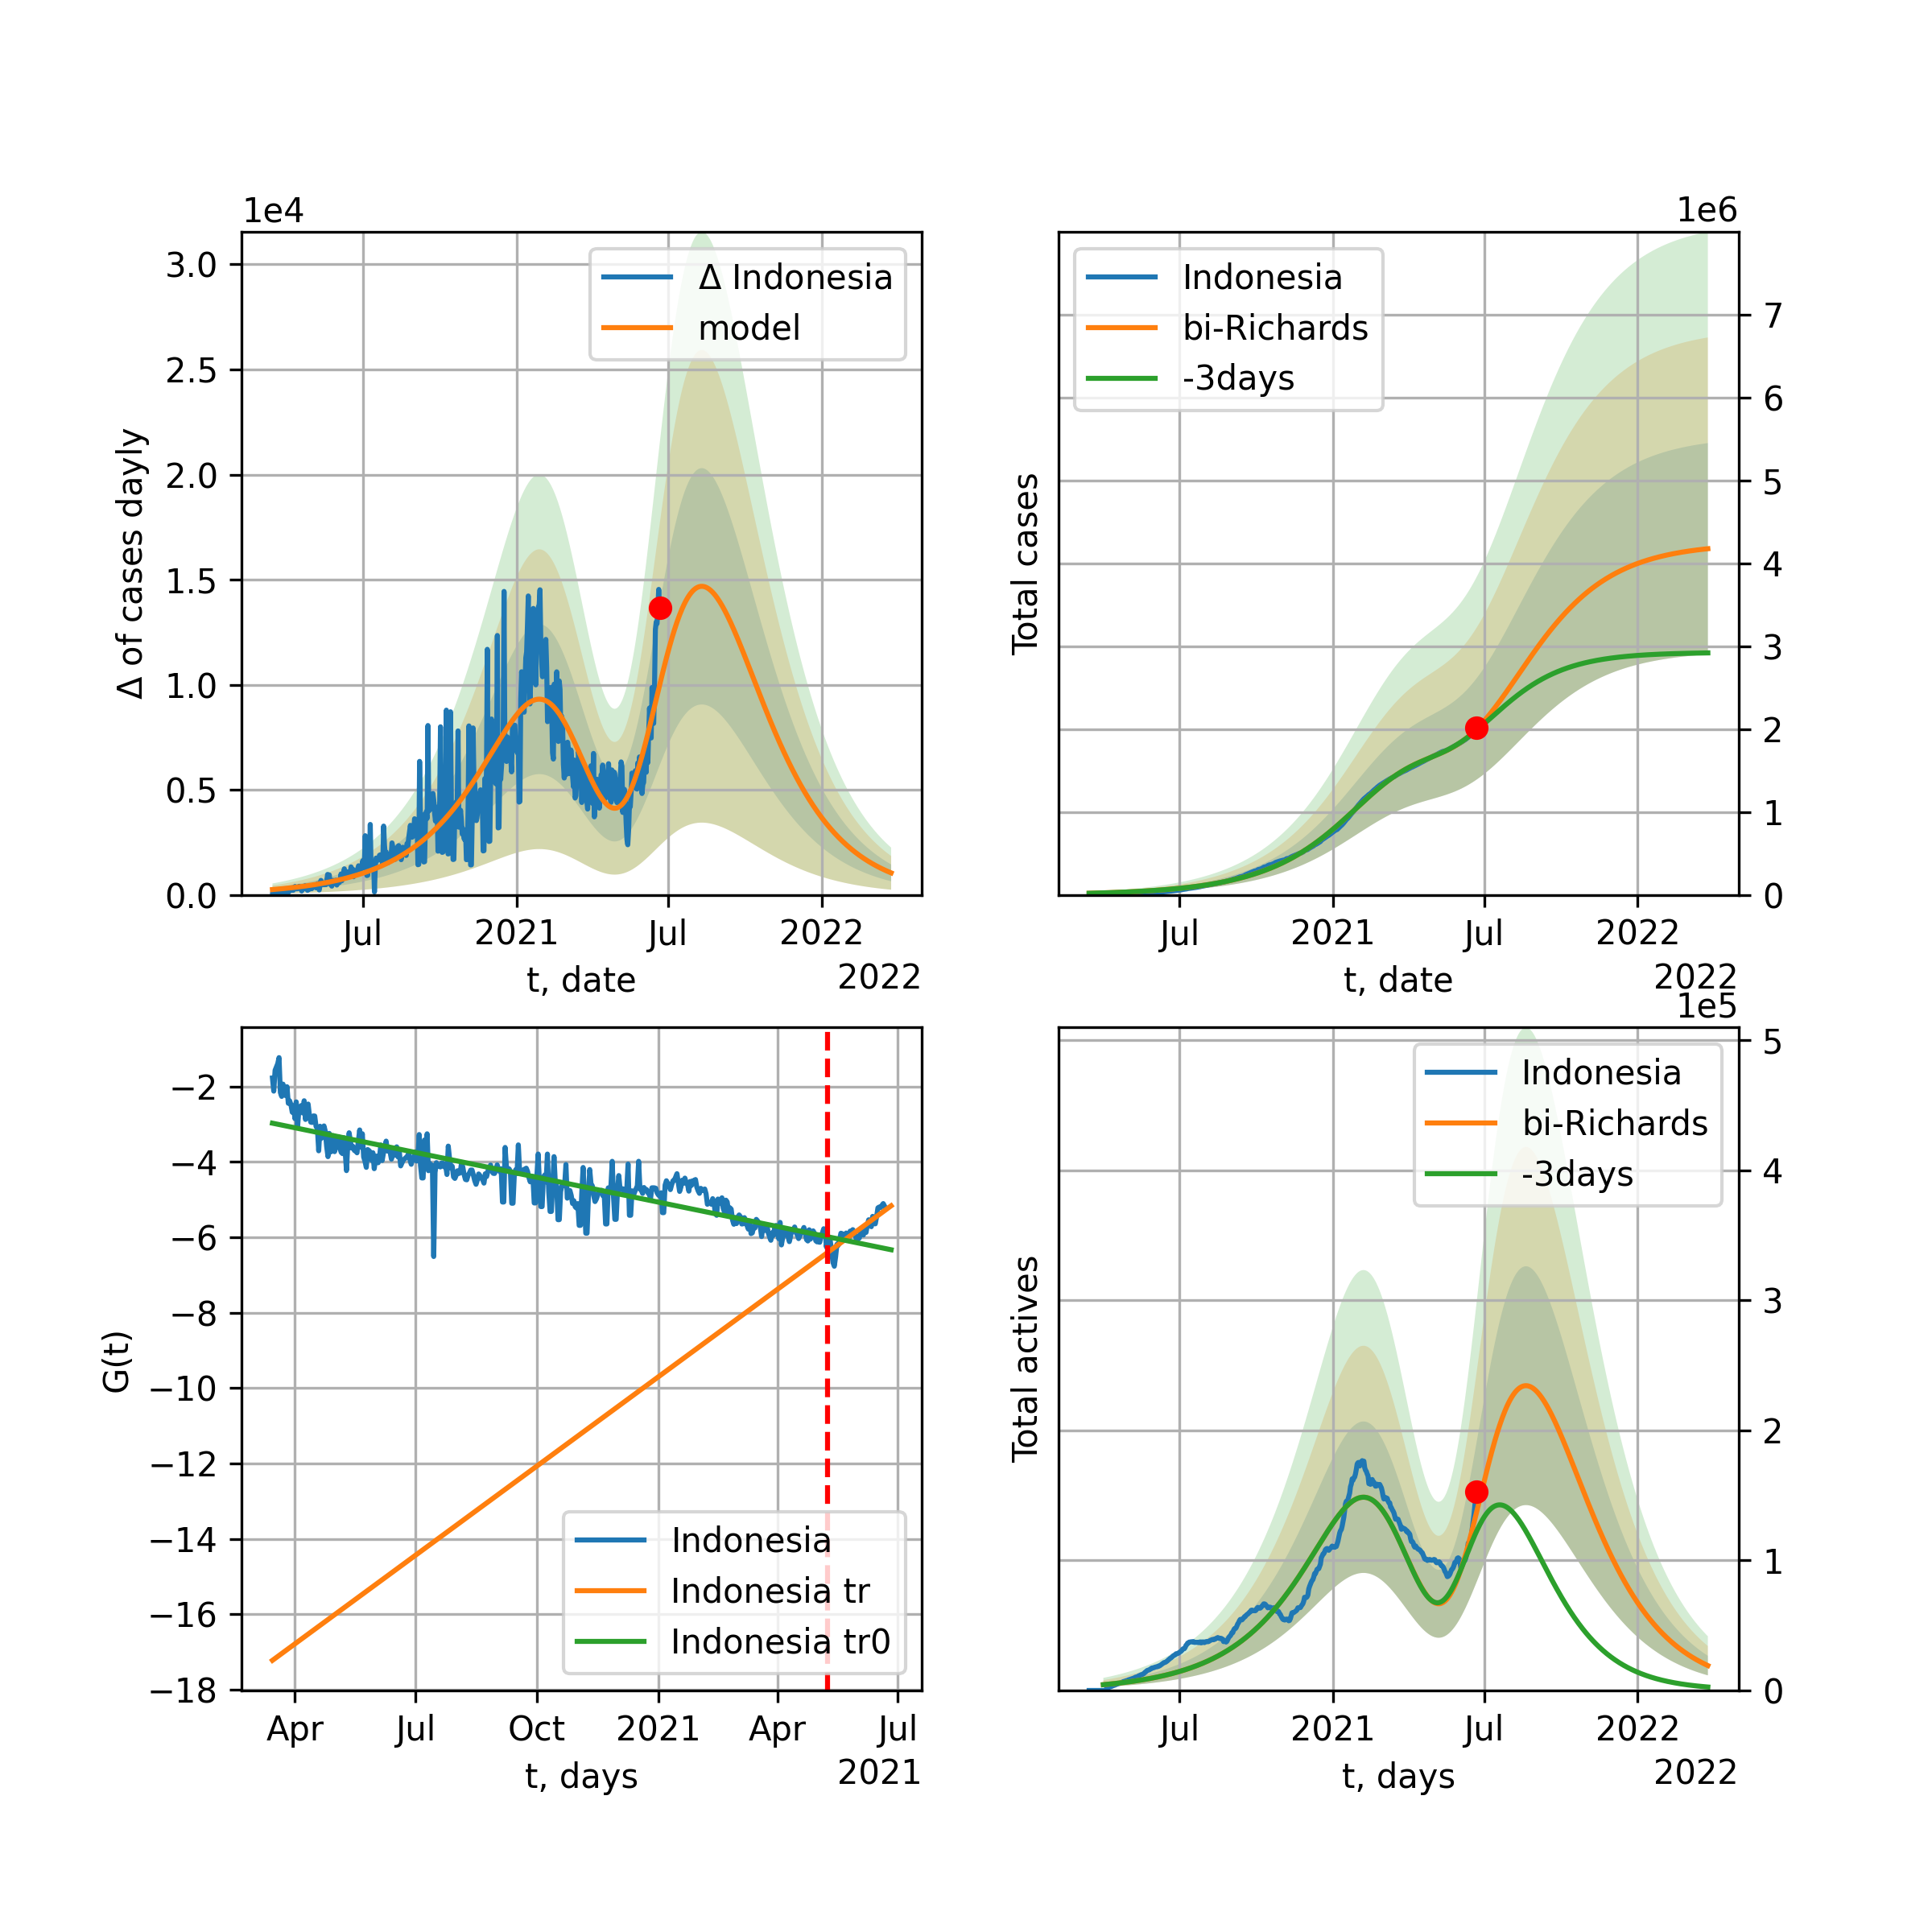 1e4
3.0
2.5
2.0
1.5
1.0
0.5
0.0
Δ of cases dayly
Δ Indonesia
model
Jul
2021
Jul
2022
t, date
2022
1e6
7
6
5
4
3
2
1
0
Total cases
Indonesia
bi-Richards
-3days
Jul
2021
Jul
2022
t, date
2022
−2
−4
−6
−8
−10
−12
−14
−16
−18
G(t)
Indonesia
Indonesia tr
Indonesia tr0
Apr
Jul
Oct
2021
Apr
Jul
t, days
2021
1e5
5
4
3
2
1
0
Total actives
Indonesia
bi-Richards
-3days
Jul
2021
Jul
2022
t, days
2022